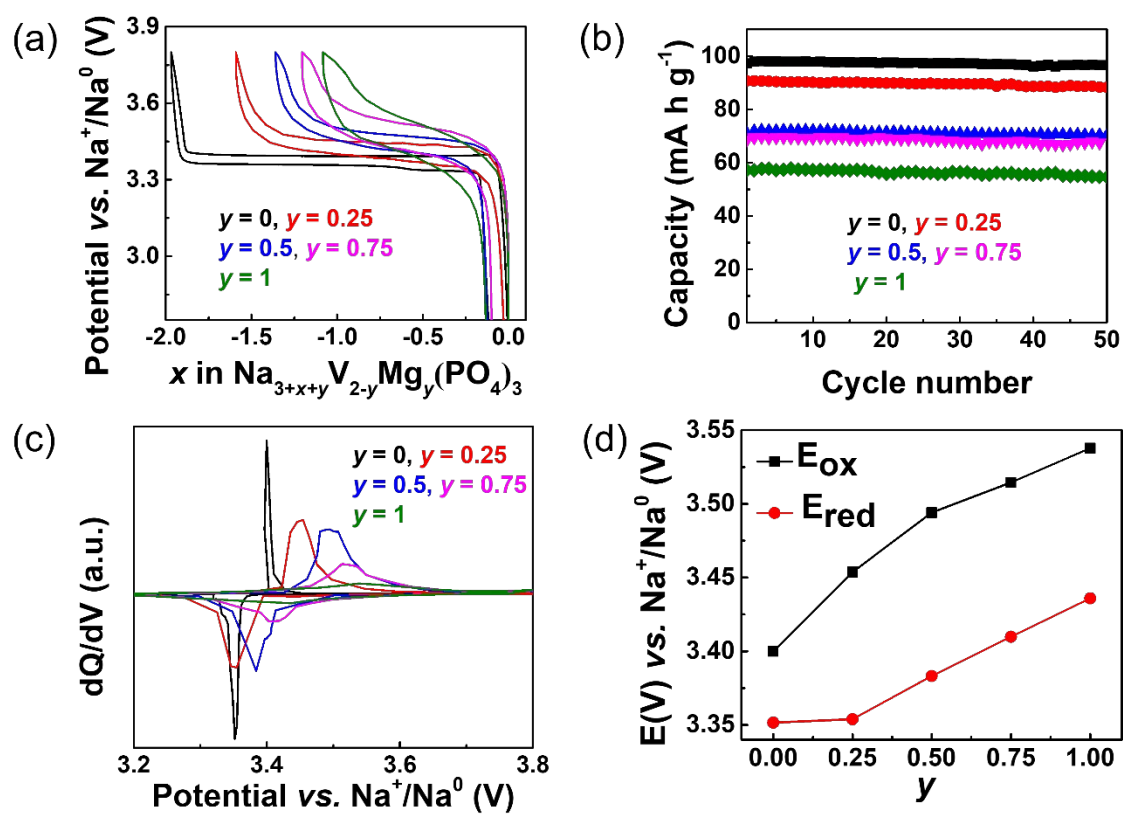 (a)
Potential vs. Na⁺/Na⁰ (V)
3.9
3.6
3.3
3.0
y = 0, y = 0.25
y = 0.5, y = 0.75
y = 1
-2.0 -1.5 -1.0 -0.5 0.0
x in Na₃₊ₓ₊ᵧV₂₋ᵧMgᵧ(PO₄)₃
(b)
Capacity (mA h g⁻¹)
100
80
60
40
20
0
y = 0, y = 0.25
y = 0.5, y = 0.75
y = 1
10 20 30 40 50
Cycle number
(c)
dQ/dV (a.u.)
y = 0, y = 0.25
y = 0.5, y = 0.75
y = 1
3.2 3.4 3.6 3.8
Potential vs. Na⁺/Na⁰ (V)
(d)
E(V) vs. Na⁺/Na⁰ (V)
3.55
3.50
3.45
3.40
3.35
Eox
Ered
0.00 0.25 0.50 0.75 1.00
y